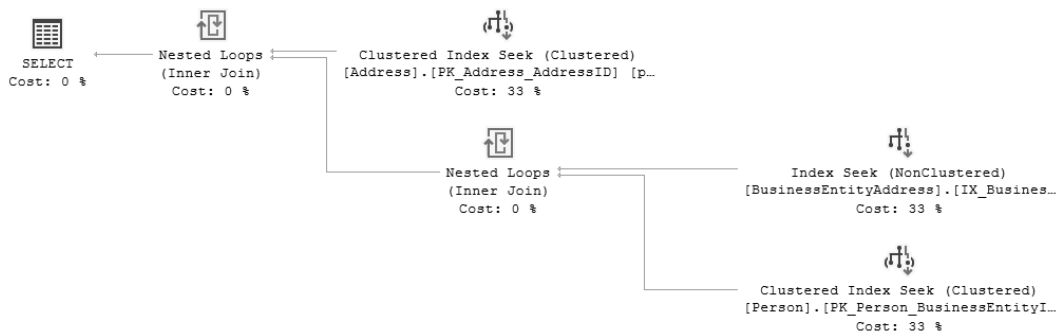 SELECT
Cost: 0 %
Nested Loops
(Inner Join)
Cost: 0 %
Clustered Index Seek (Clustered)
[Address].[PK_Address_AddressID] [p…
Cost: 33 %
Nested Loops
(Inner Join)
Cost: 0 %
Index Seek (NonClustered)
[BusinessEntityAddress].[IX_Busines…
Cost: 33 %
Clustered Index Seek (Clustered)
[Person].[PK_Person_BusinessEntityI…
Cost: 33 %